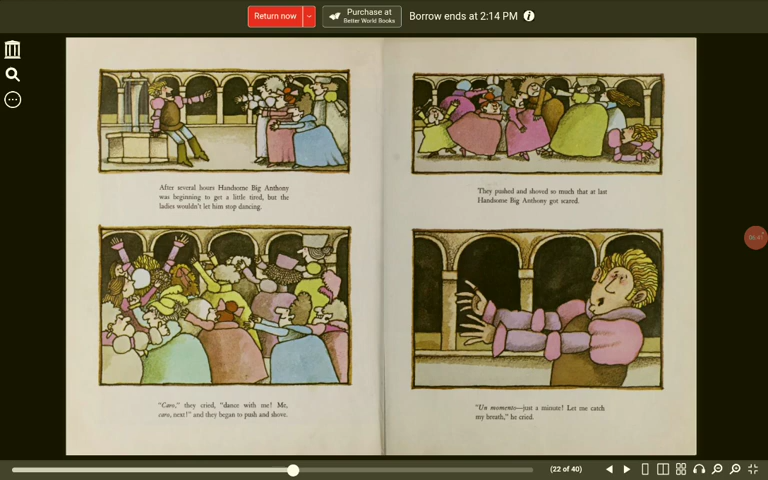 Return now
Purchase at
Better World Books
Borrow ends at 2:14 PM
After several hours Handsome Big Anthony
was beginning to get a little tired, but the
ladies wouldn't let him stop dancing.
"Caro," they cried, "dance with me! Me,
caro, next!" and they began to push and shove.
They pushed and shoved so much that at last
Handsome Big Anthony got scared.
"Un momento—just a minute! Let me catch
my breath," he cried.
(22 of 40)